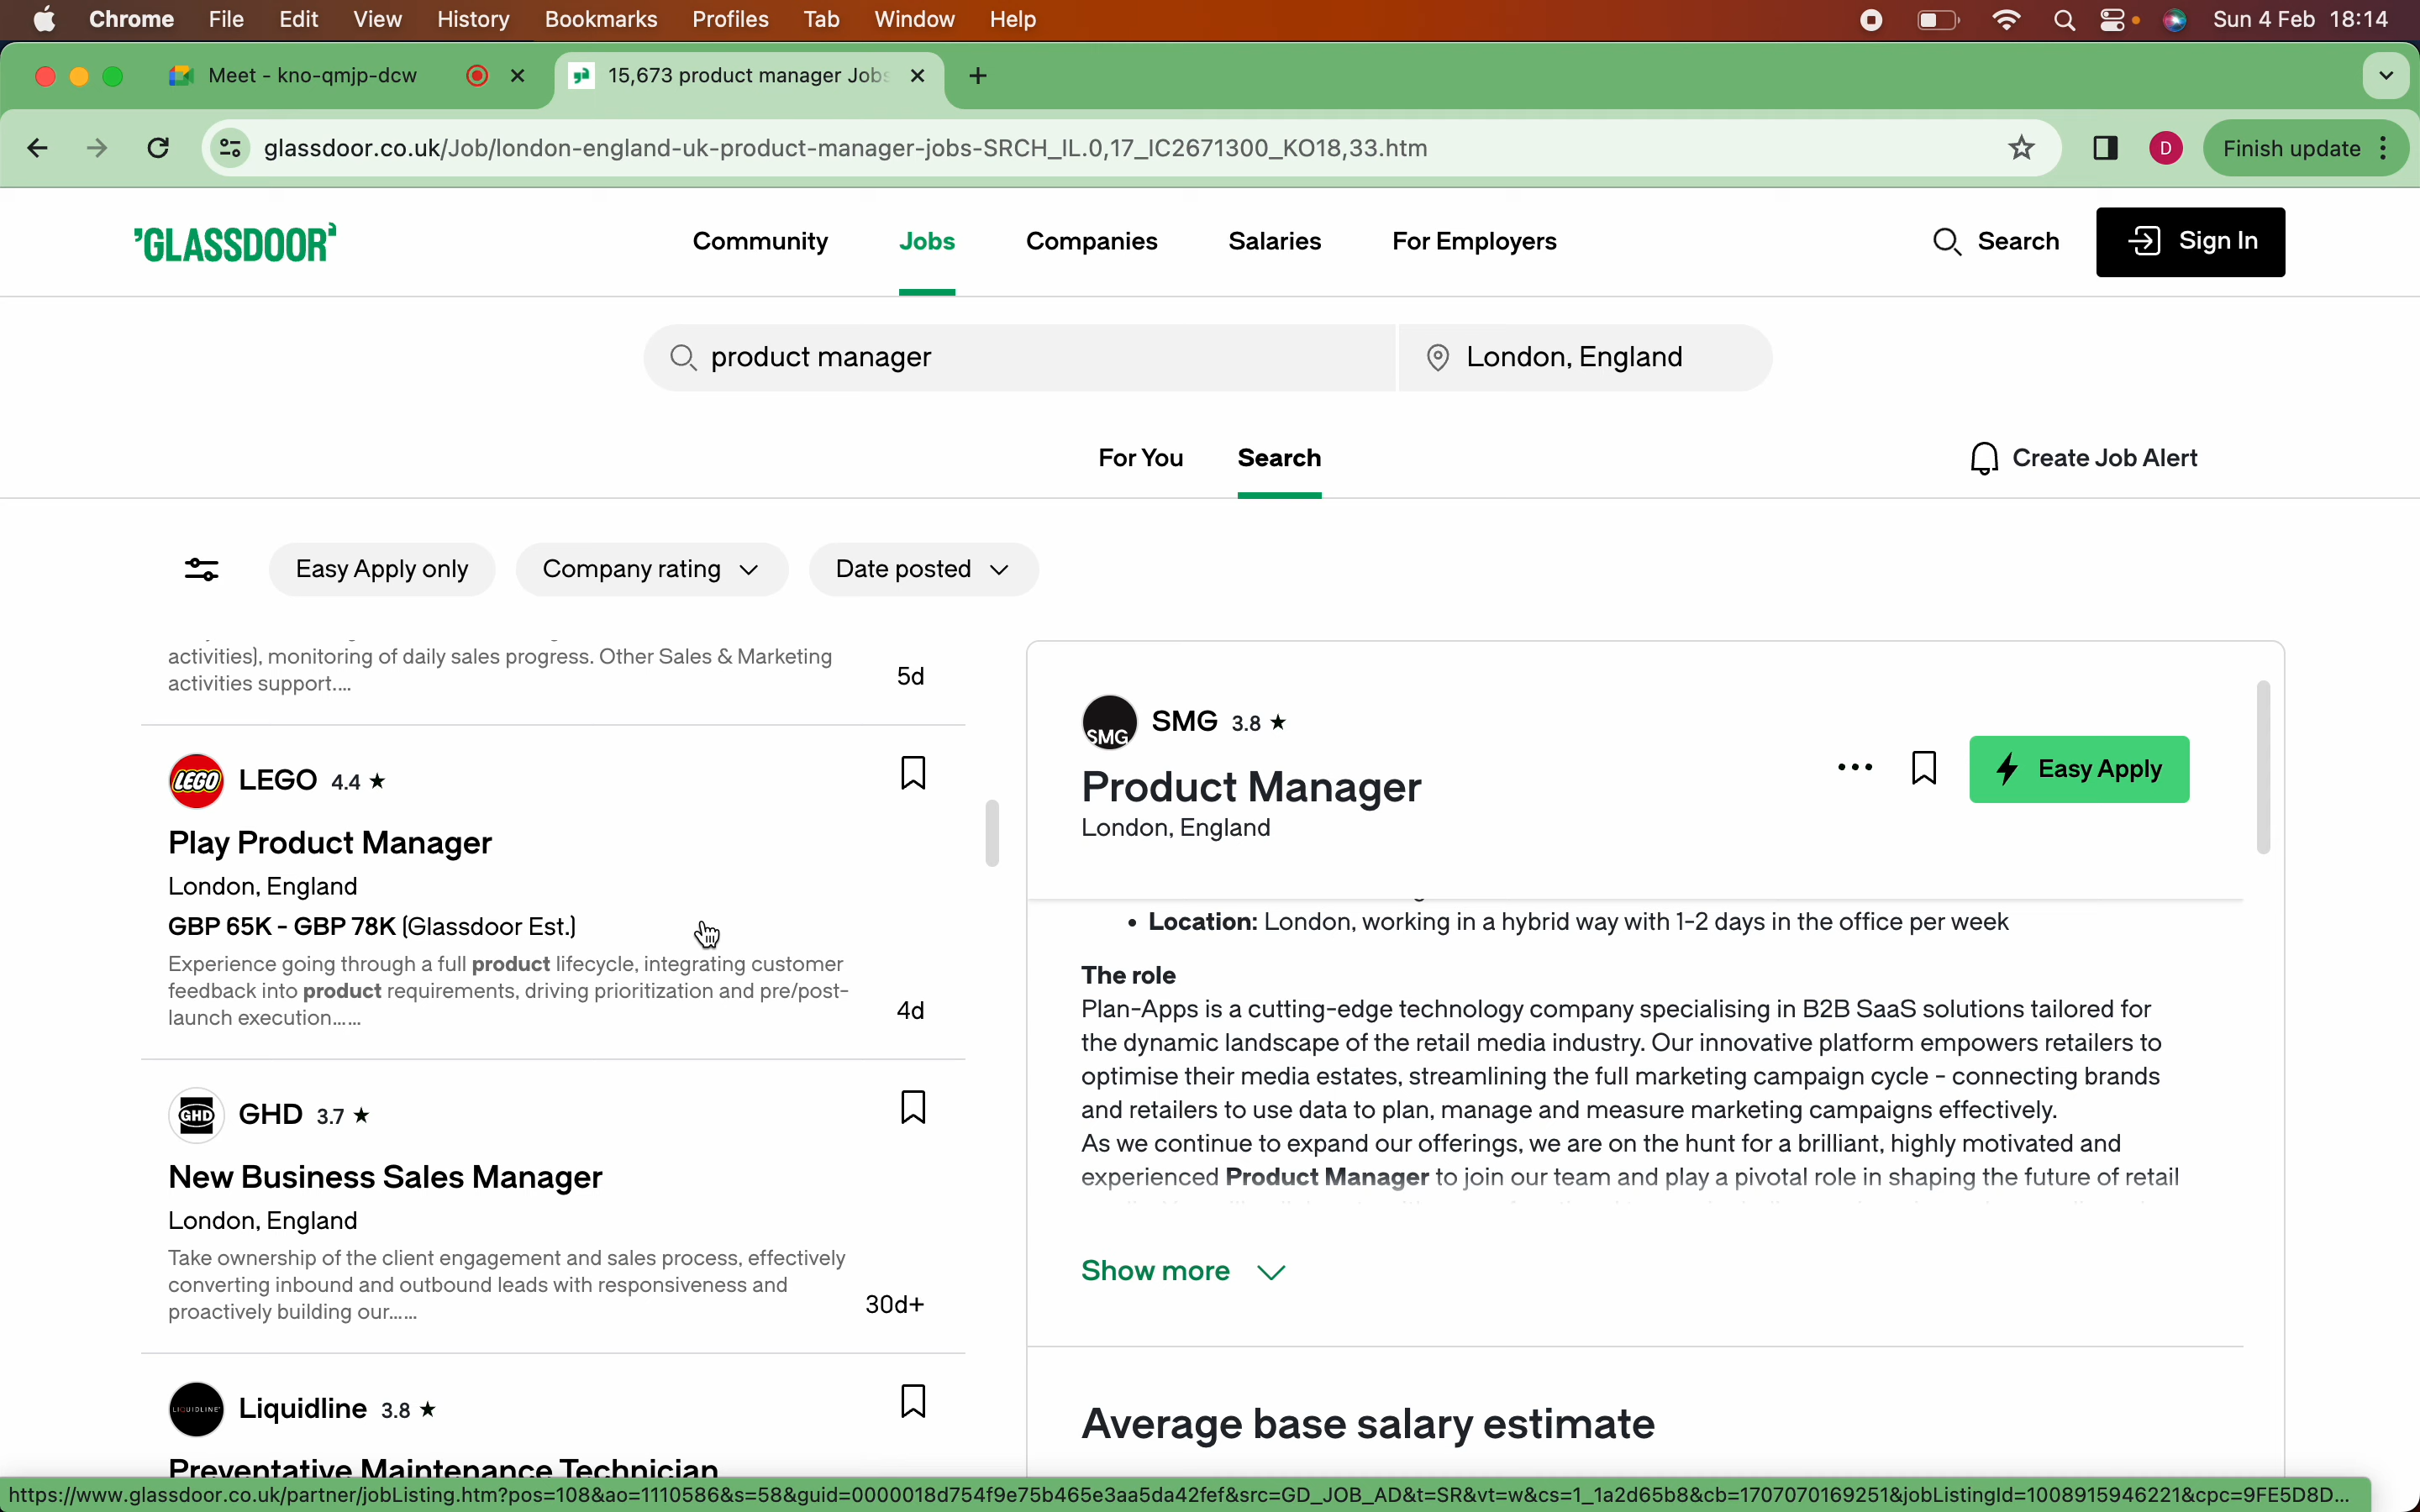 Chrome File Edit View History Bookmarks Profiles Tab Window Help Sun 4 Feb 18:14
Meet - kno-qmjp-dcw
15,673 product manager Jobs
glassdoor.co.uk/Job/london-england-uk-product-manager-jobs-SRCH_IL.0,17_IC2671300_KO18,33.htm
D
Finish update
'GLASSDOOR'
Community Jobs Companies Salaries For Employers
Search
Sign In
product manager
London, England
For You Search
Create Job Alert
Easy Apply only Company rating Date posted
activities), monitoring of daily sales progress. Other Sales & Marketing
activities support....
5d
LEGO
LEGO 4.4 ★
Play Product Manager
London, England
GBP 65K - GBP 78K (Glassdoor Est.)
Experience going through a full product lifecycle, integrating customer
feedback into product requirements, driving prioritization and pre/post-
launch execution......
4d
GHD
GHD 3.7 ★
New Business Sales Manager
London, England
Take ownership of the client engagement and sales process, effectively
converting inbound and outbound leads with responsiveness and
proactively building our......
30d+
LIQUIDLINE
Liquidline 3.8 ★
Preventative Maintenance Technician
SMG
SMG 3.8 ★
Product Manager
London, England
Easy Apply
• Location: London, working in a hybrid way with 1-2 days in the office per week
The role
Plan-Apps is a cutting-edge technology company specialising in B2B SaaS solutions tailored for
the dynamic landscape of the retail media industry. Our innovative platform empowers retailers to
optimise their media estates, streamlining the full marketing campaign cycle - connecting brands
and retailers to use data to plan, manage and measure marketing campaigns effectively.
As we continue to expand our offerings, we are on the hunt for a brilliant, highly motivated and
experienced Product Manager to join our team and play a pivotal role in shaping the future of retail
Show more
Average base salary estimate
https://www.glassdoor.co.uk/partner/jobListing.htm?pos=108&ao=1110586&s=58&guid=0000018d754f9e75b465e3aa5da42fef&src=GD_JOB_AD&t=SR&vt=w&cs=1_1a2d65b8&cb=1707070169251&jobListingId=1008915946221&cpc=9FE5D8D...